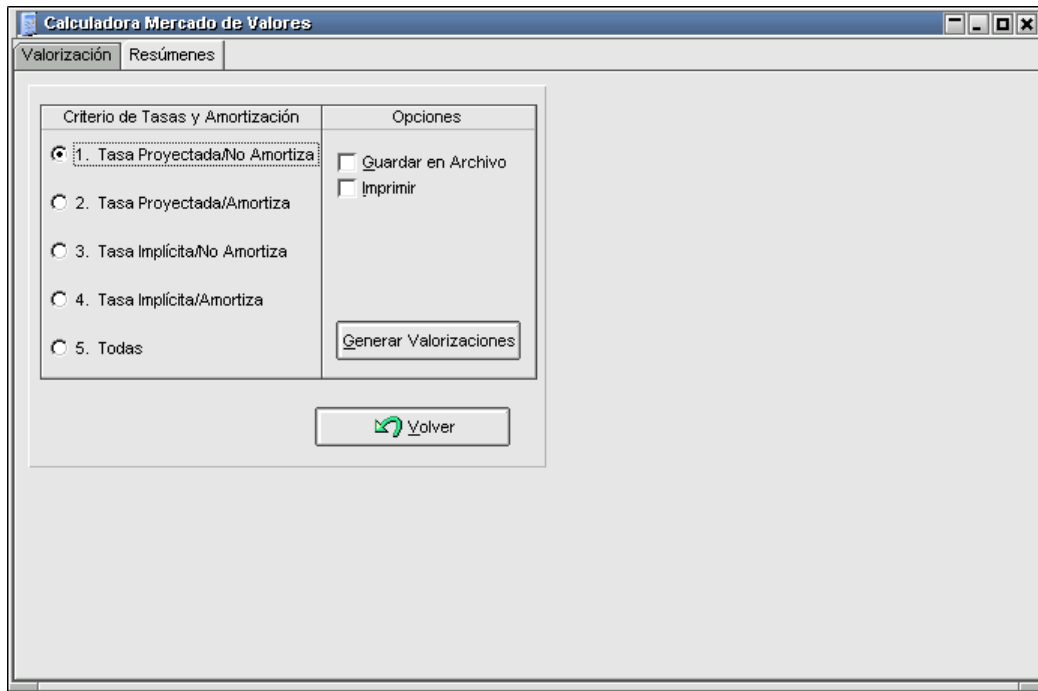 Calculadora Mercado de Valores
Valorización Resúmenes
Criterio de Tasas y Amortización Opciones
1. Tasa Proyectada/No Amortiza
Guardar en Archivo
Imprimir
2. Tasa Proyectada/Amortiza
3. Tasa Implícita/No Amortiza
4. Tasa Implícita/Amortiza
5. Todas
Generar Valorizaciones
Volver